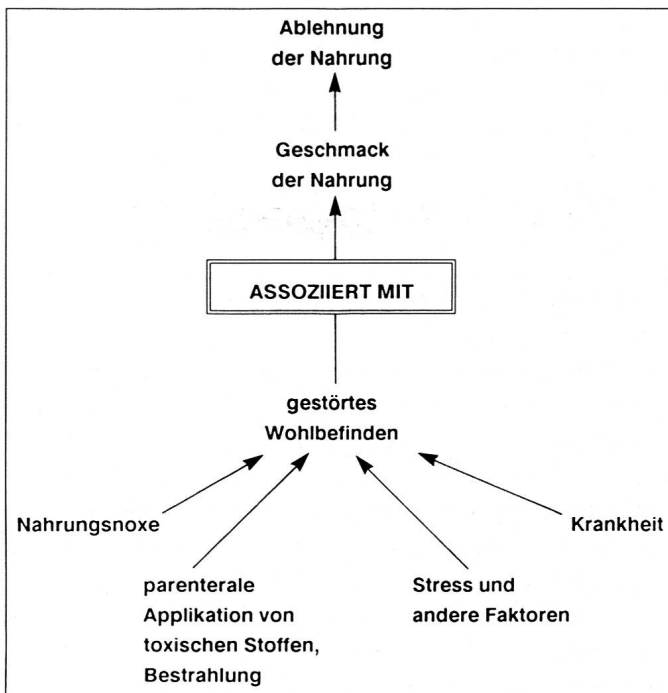 Ablehnung
der Nahrung
Geschmack
der Nahrung
ASSOZIIERT MIT
gestörtes
Wohlbefinden
Nahrungsnoxe
Krankheit
parenterale
Applikation von
toxischen Stoffen,
Bestrahlung
Stress und
andere Faktoren